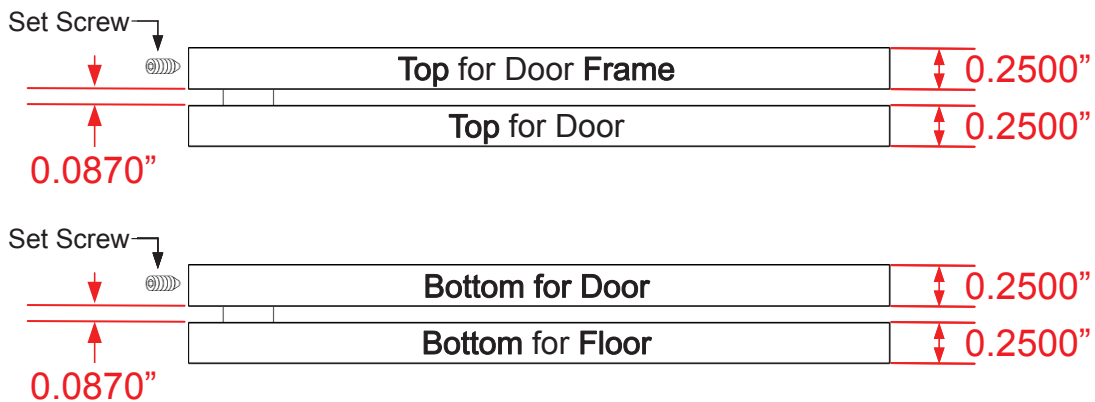 Set Screw
Top for Door Frame
0.2500”
Top for Door
0.2500”
0.0870”
Set Screw
Bottom for Door
0.2500”
Bottom for Floor
0.2500”
0.0870”